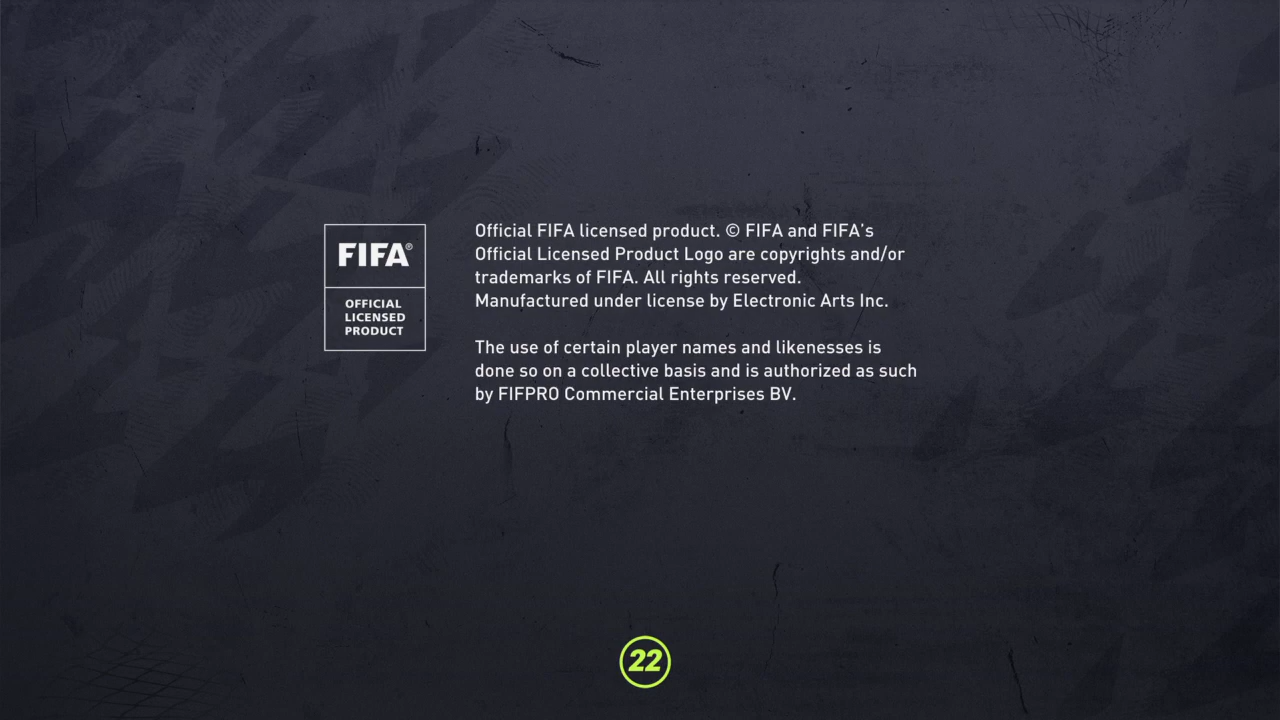 FIFA®
OFFICIAL
LICENSED
PRODUCT
Official FIFA licensed product. © FIFA and FIFA's
Official Licensed Product Logo are copyrights and/or
trademarks of FIFA. All rights reserved.
Manufactured under license by Electronic Arts Inc.
The use of certain player names and likenesses is
done so on a collective basis and is authorized as such
by FIFPRO Commercial Enterprises BV.
22